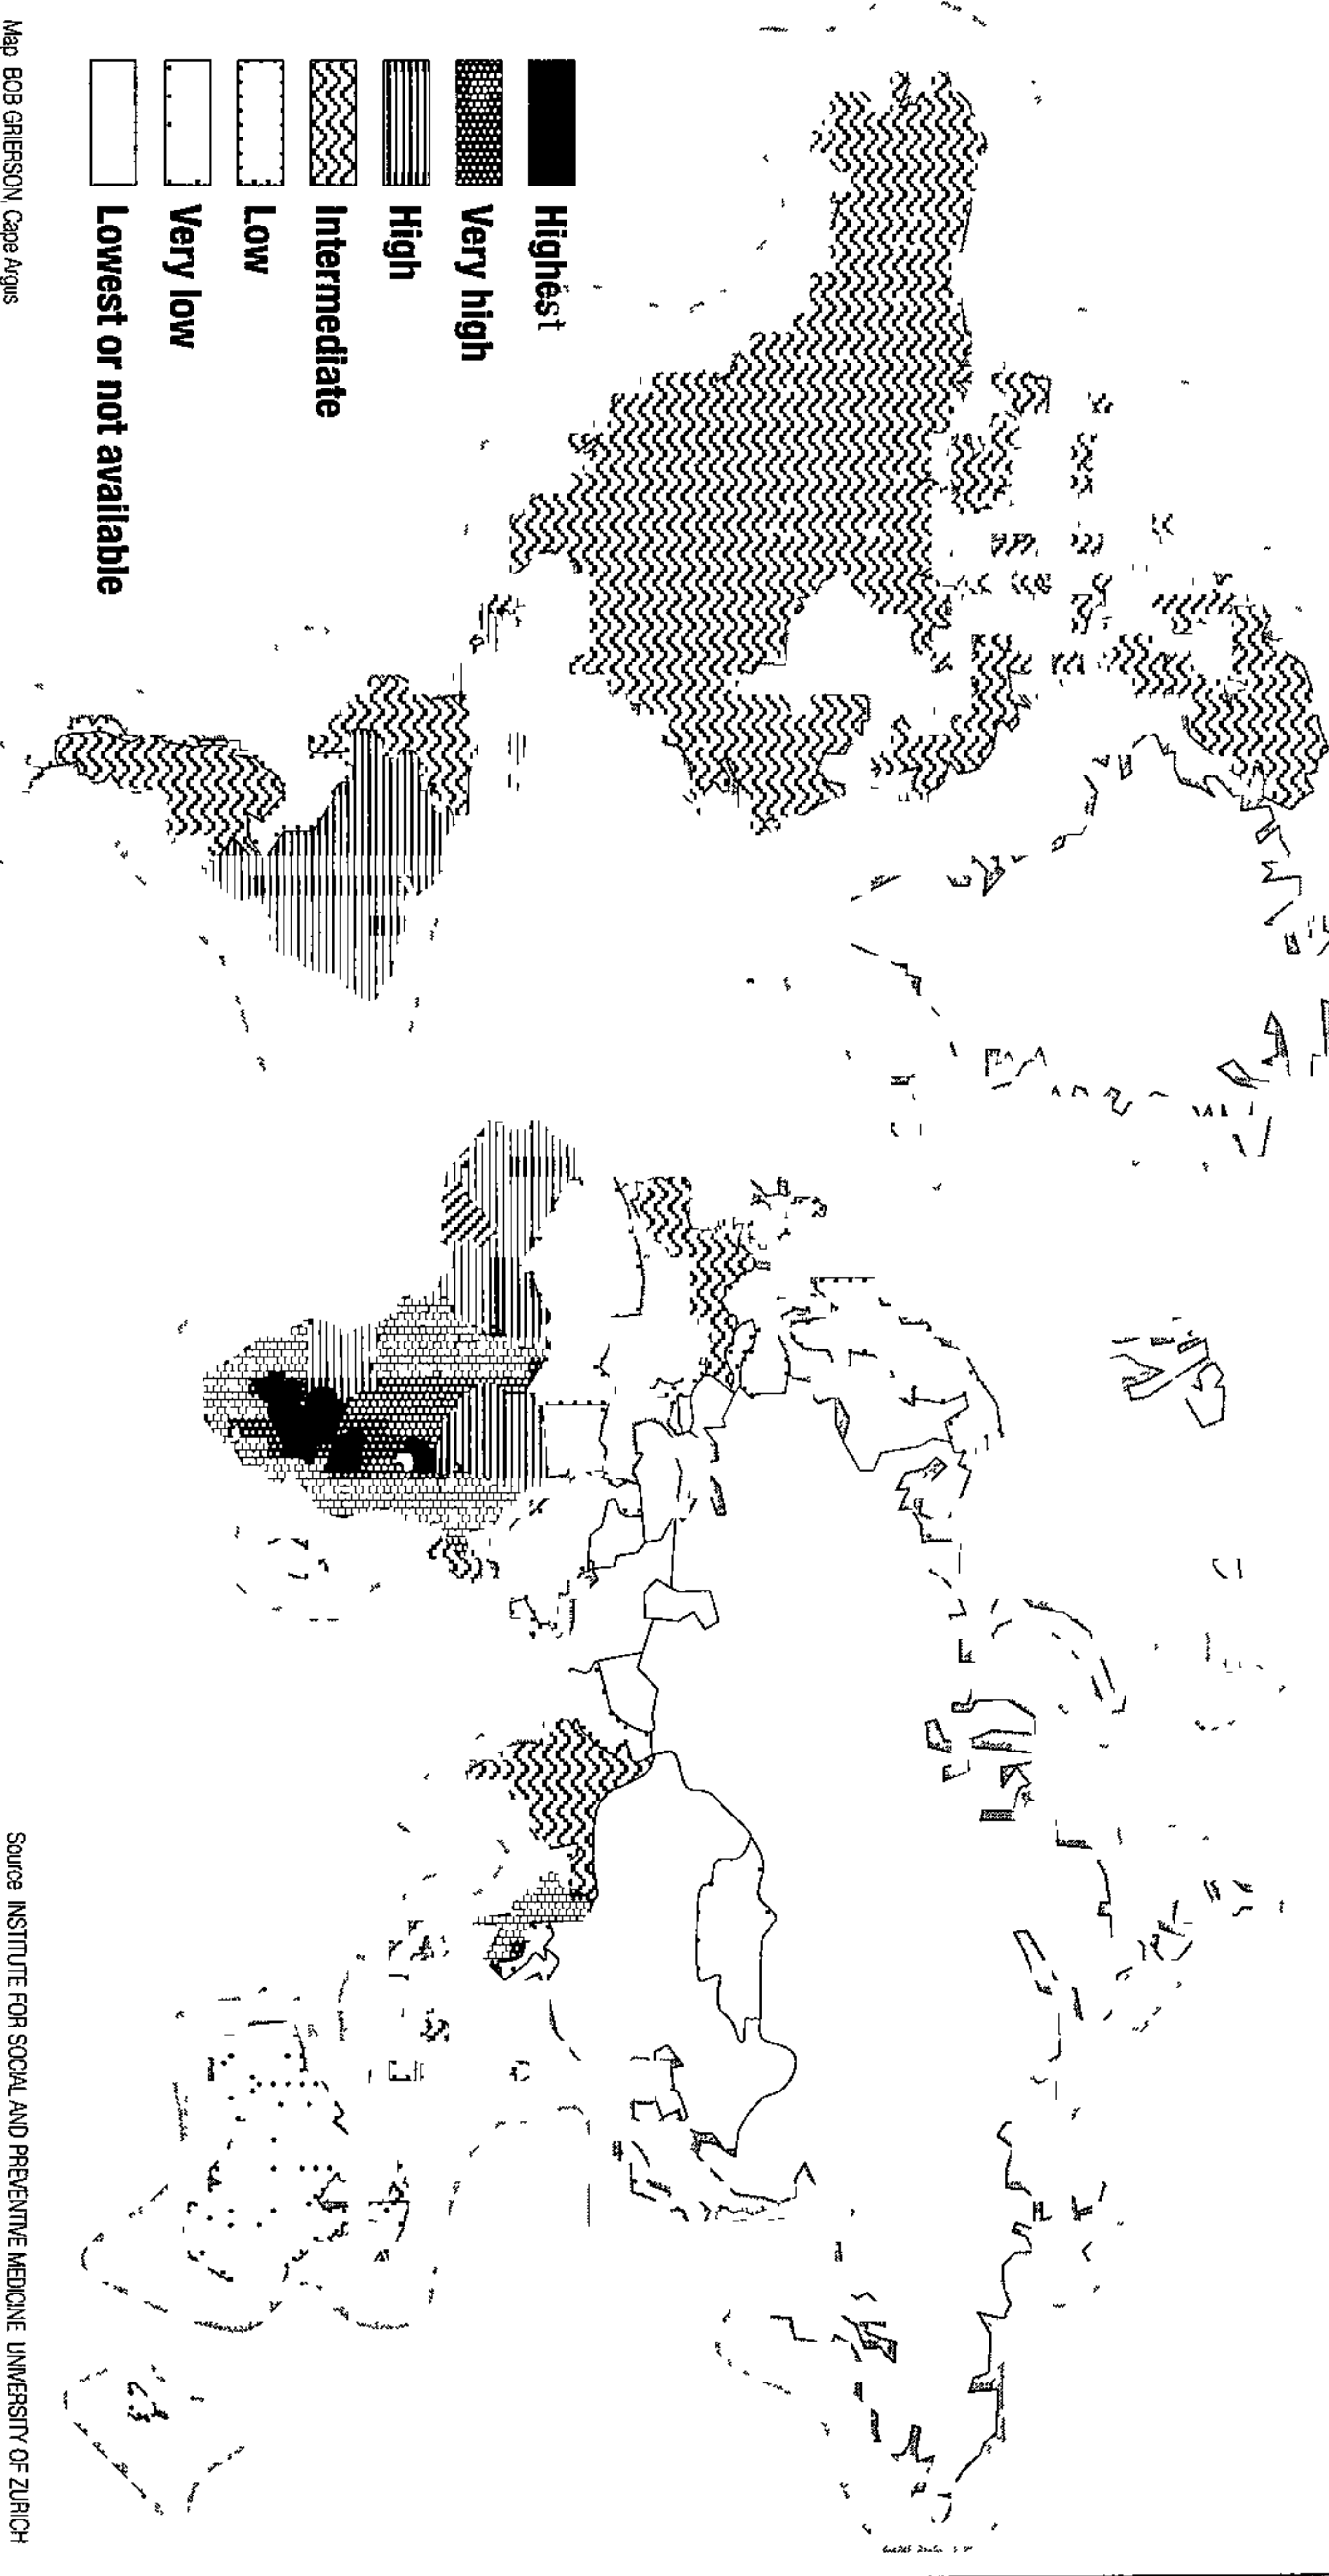 Highest
Very high
High
Intermediate
Low
Very low
Lowest or not available
Map BOB GRIERSON, Cape Argus
Source INSTITUTE FOR SOCIAL AND PREVENTIVE MEDICINE UNIVERSITY OF ZURICH